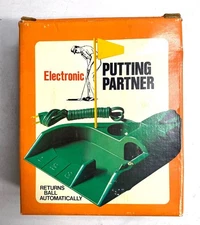 Electronic
PUTTING
PARTNER
RETURNS
BALL
AUTOMATICALLY